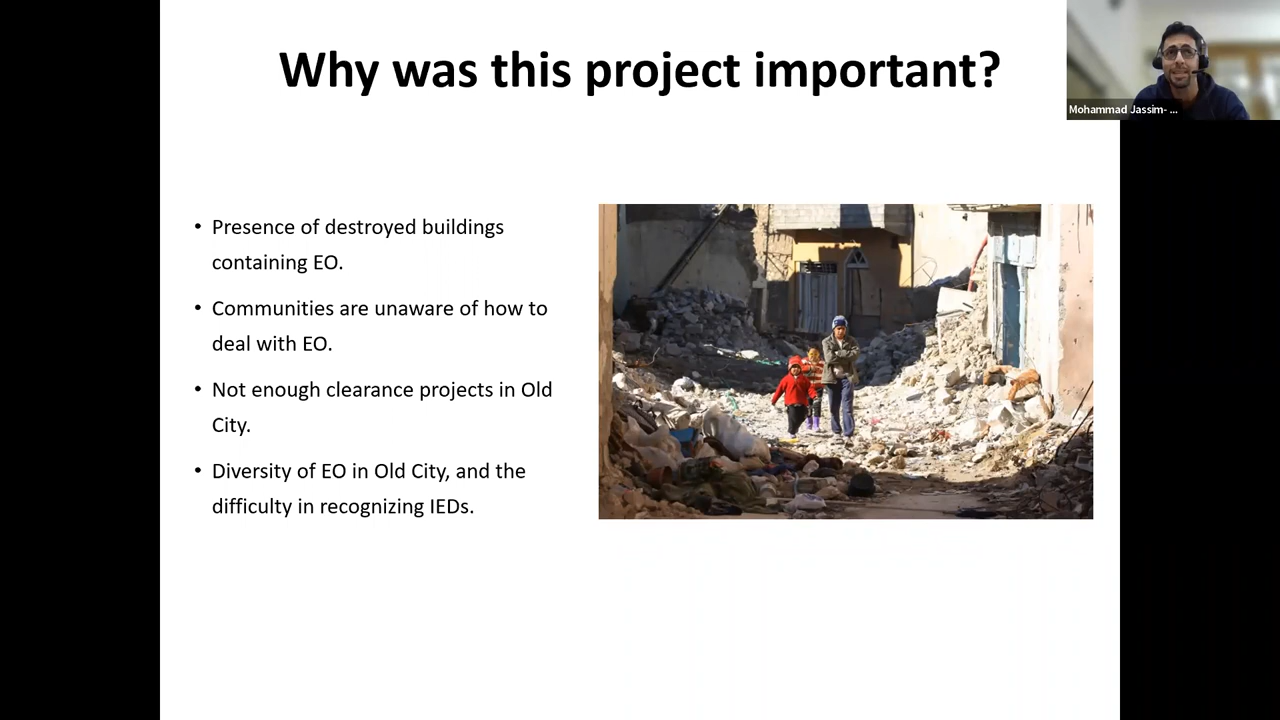 Why was this project important?
Mohammad Jassim- ...
• Presence of destroyed buildings
containing EO.
• Communities are unaware of how to
deal with EO.
• Not enough clearance projects in Old
City.
• Diversity of EO in Old City, and the
difficulty in recognizing IEDs.